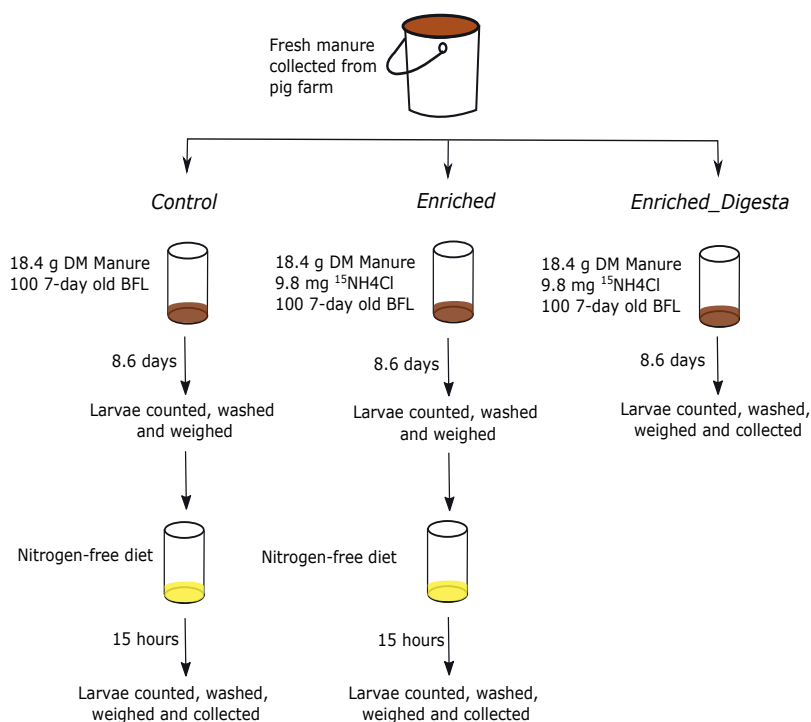 Fresh manure
collected from
pig farm
Control
Enriched
Enriched_Digesta
18.4 g DM Manure
100 7-day old BFL
18.4 g DM Manure
9.8 mg ¹⁵NH4Cl
100 7-day old BFL
18.4 g DM Manure
9.8 mg ¹⁵NH4Cl
100 7-day old BFL
8.6 days
8.6 days
8.6 days
Larvae counted, washed
and weighed
Larvae counted, washed
and weighed
Larvae counted, washed,
weighed and collected
Nitrogen-free diet
Nitrogen-free diet
15 hours
15 hours
Larvae counted, washed,
weighed and collected
Larvae counted, washed,
weighed and collected